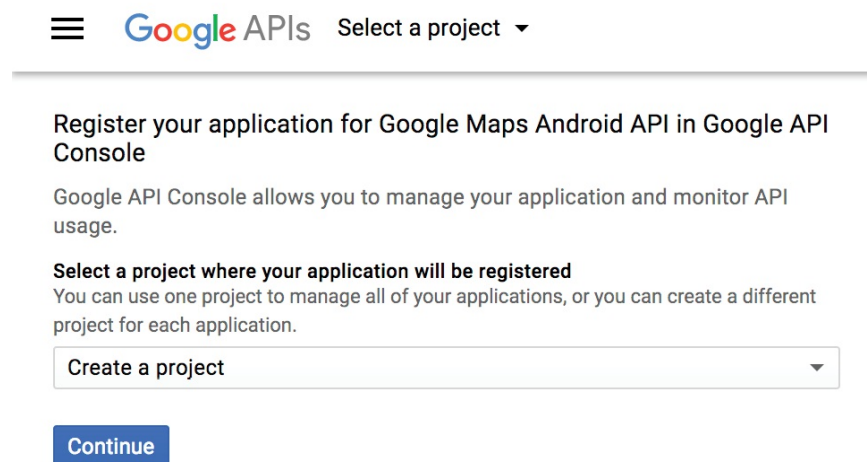 Google APIs Select a project
Register your application for Google Maps Android API in Google API
Console
Google API Console allows you to manage your application and monitor API
usage.
Select a project where your application will be registered
You can use one project to manage all of your applications, or you can create a different
project for each application.
Create a project
Continue